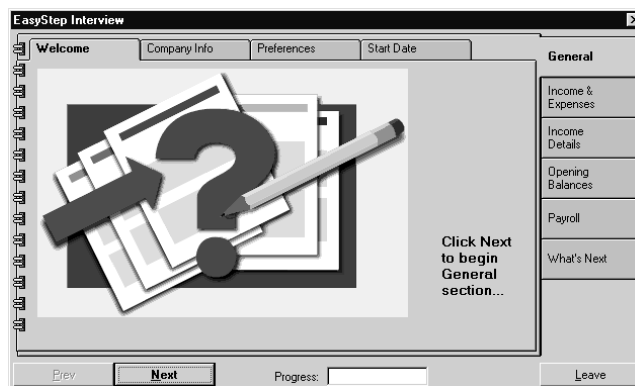 EasyStep Interview
Welcome
Company Info
Preferences
Start Date
General
Income &
Expenses
Income
Details
Opening
Balances
Payroll
What's Next
?
Click Next
to begin
General
section...
Prev
Next
Progress:
Leave